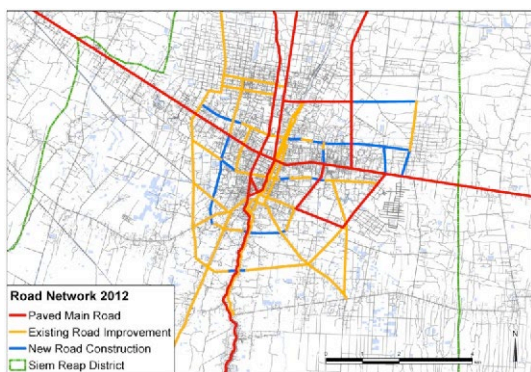 Road Network 2012
Paved Main Road
Existing Road Improvement
New Road Construction
Siem Reap District
N